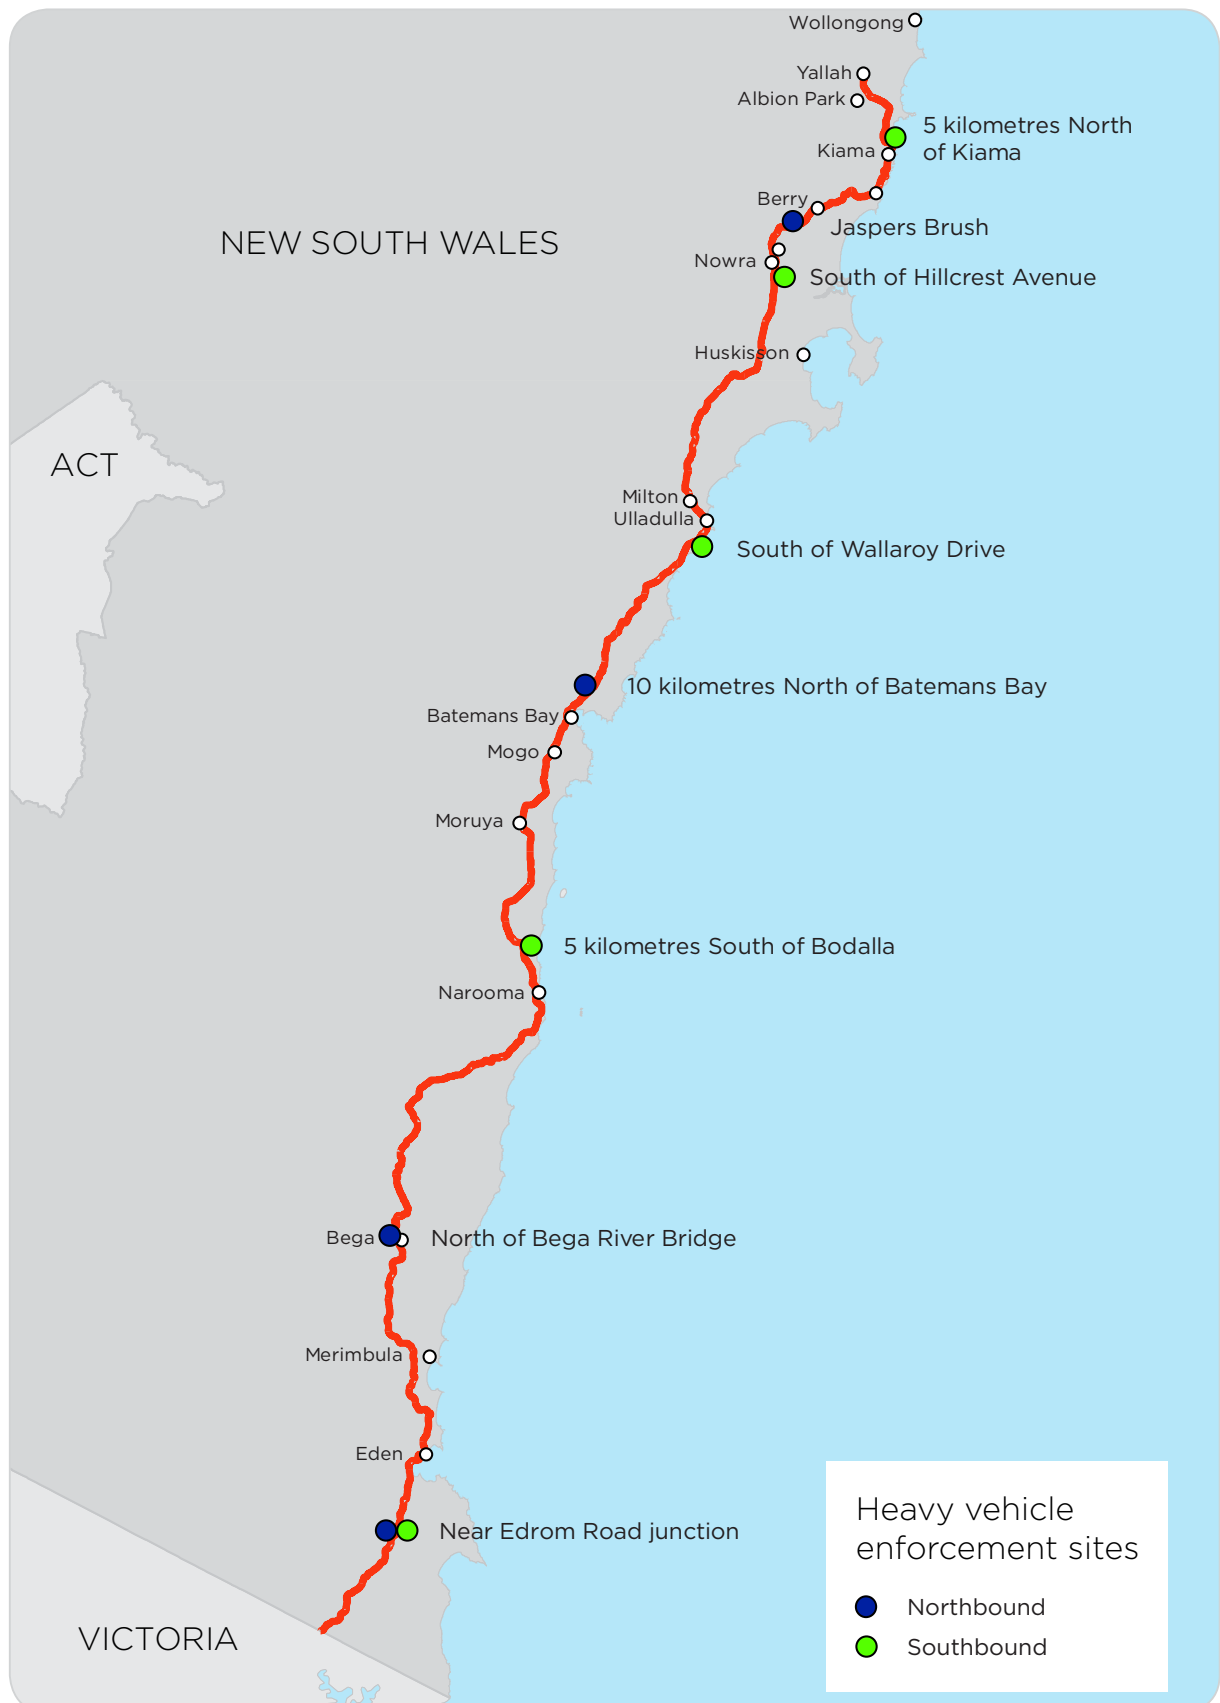 Wollongong
Yallah
Albion Park
5 kilometres North
of Kiama
Kiama
Berry
Jaspers Brush
NEW SOUTH WALES
Nowra
South of Hillcrest Avenue
Huskisson
ACT
Milton
Ulladulla
South of Wallaroy Drive
10 kilometres North of Batemans Bay
Batemans Bay
Mogo
Moruya
5 kilometres South of Bodalla
Narooma
Bega
North of Bega River Bridge
Merimbula
Eden
Near Edrom Road junction
VICTORIA
Heavy vehicle
enforcement sites
Northbound
Southbound